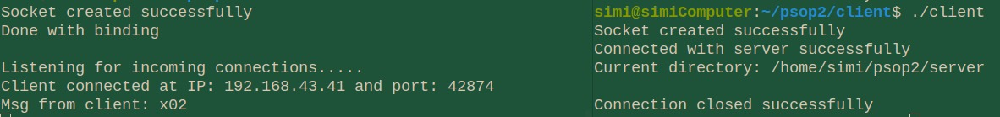 Socket created successfully
Done with binding
Listening for incoming connections.....
Client connected at IP: 192.168.43.41 and port: 42874
Msg from client: x02
simi@simiComputer:~/psop2/client$ ./client
Socket created successfully
Connected with server successfully
Current directory: /home/simi/psop2/server
Connection closed successfully